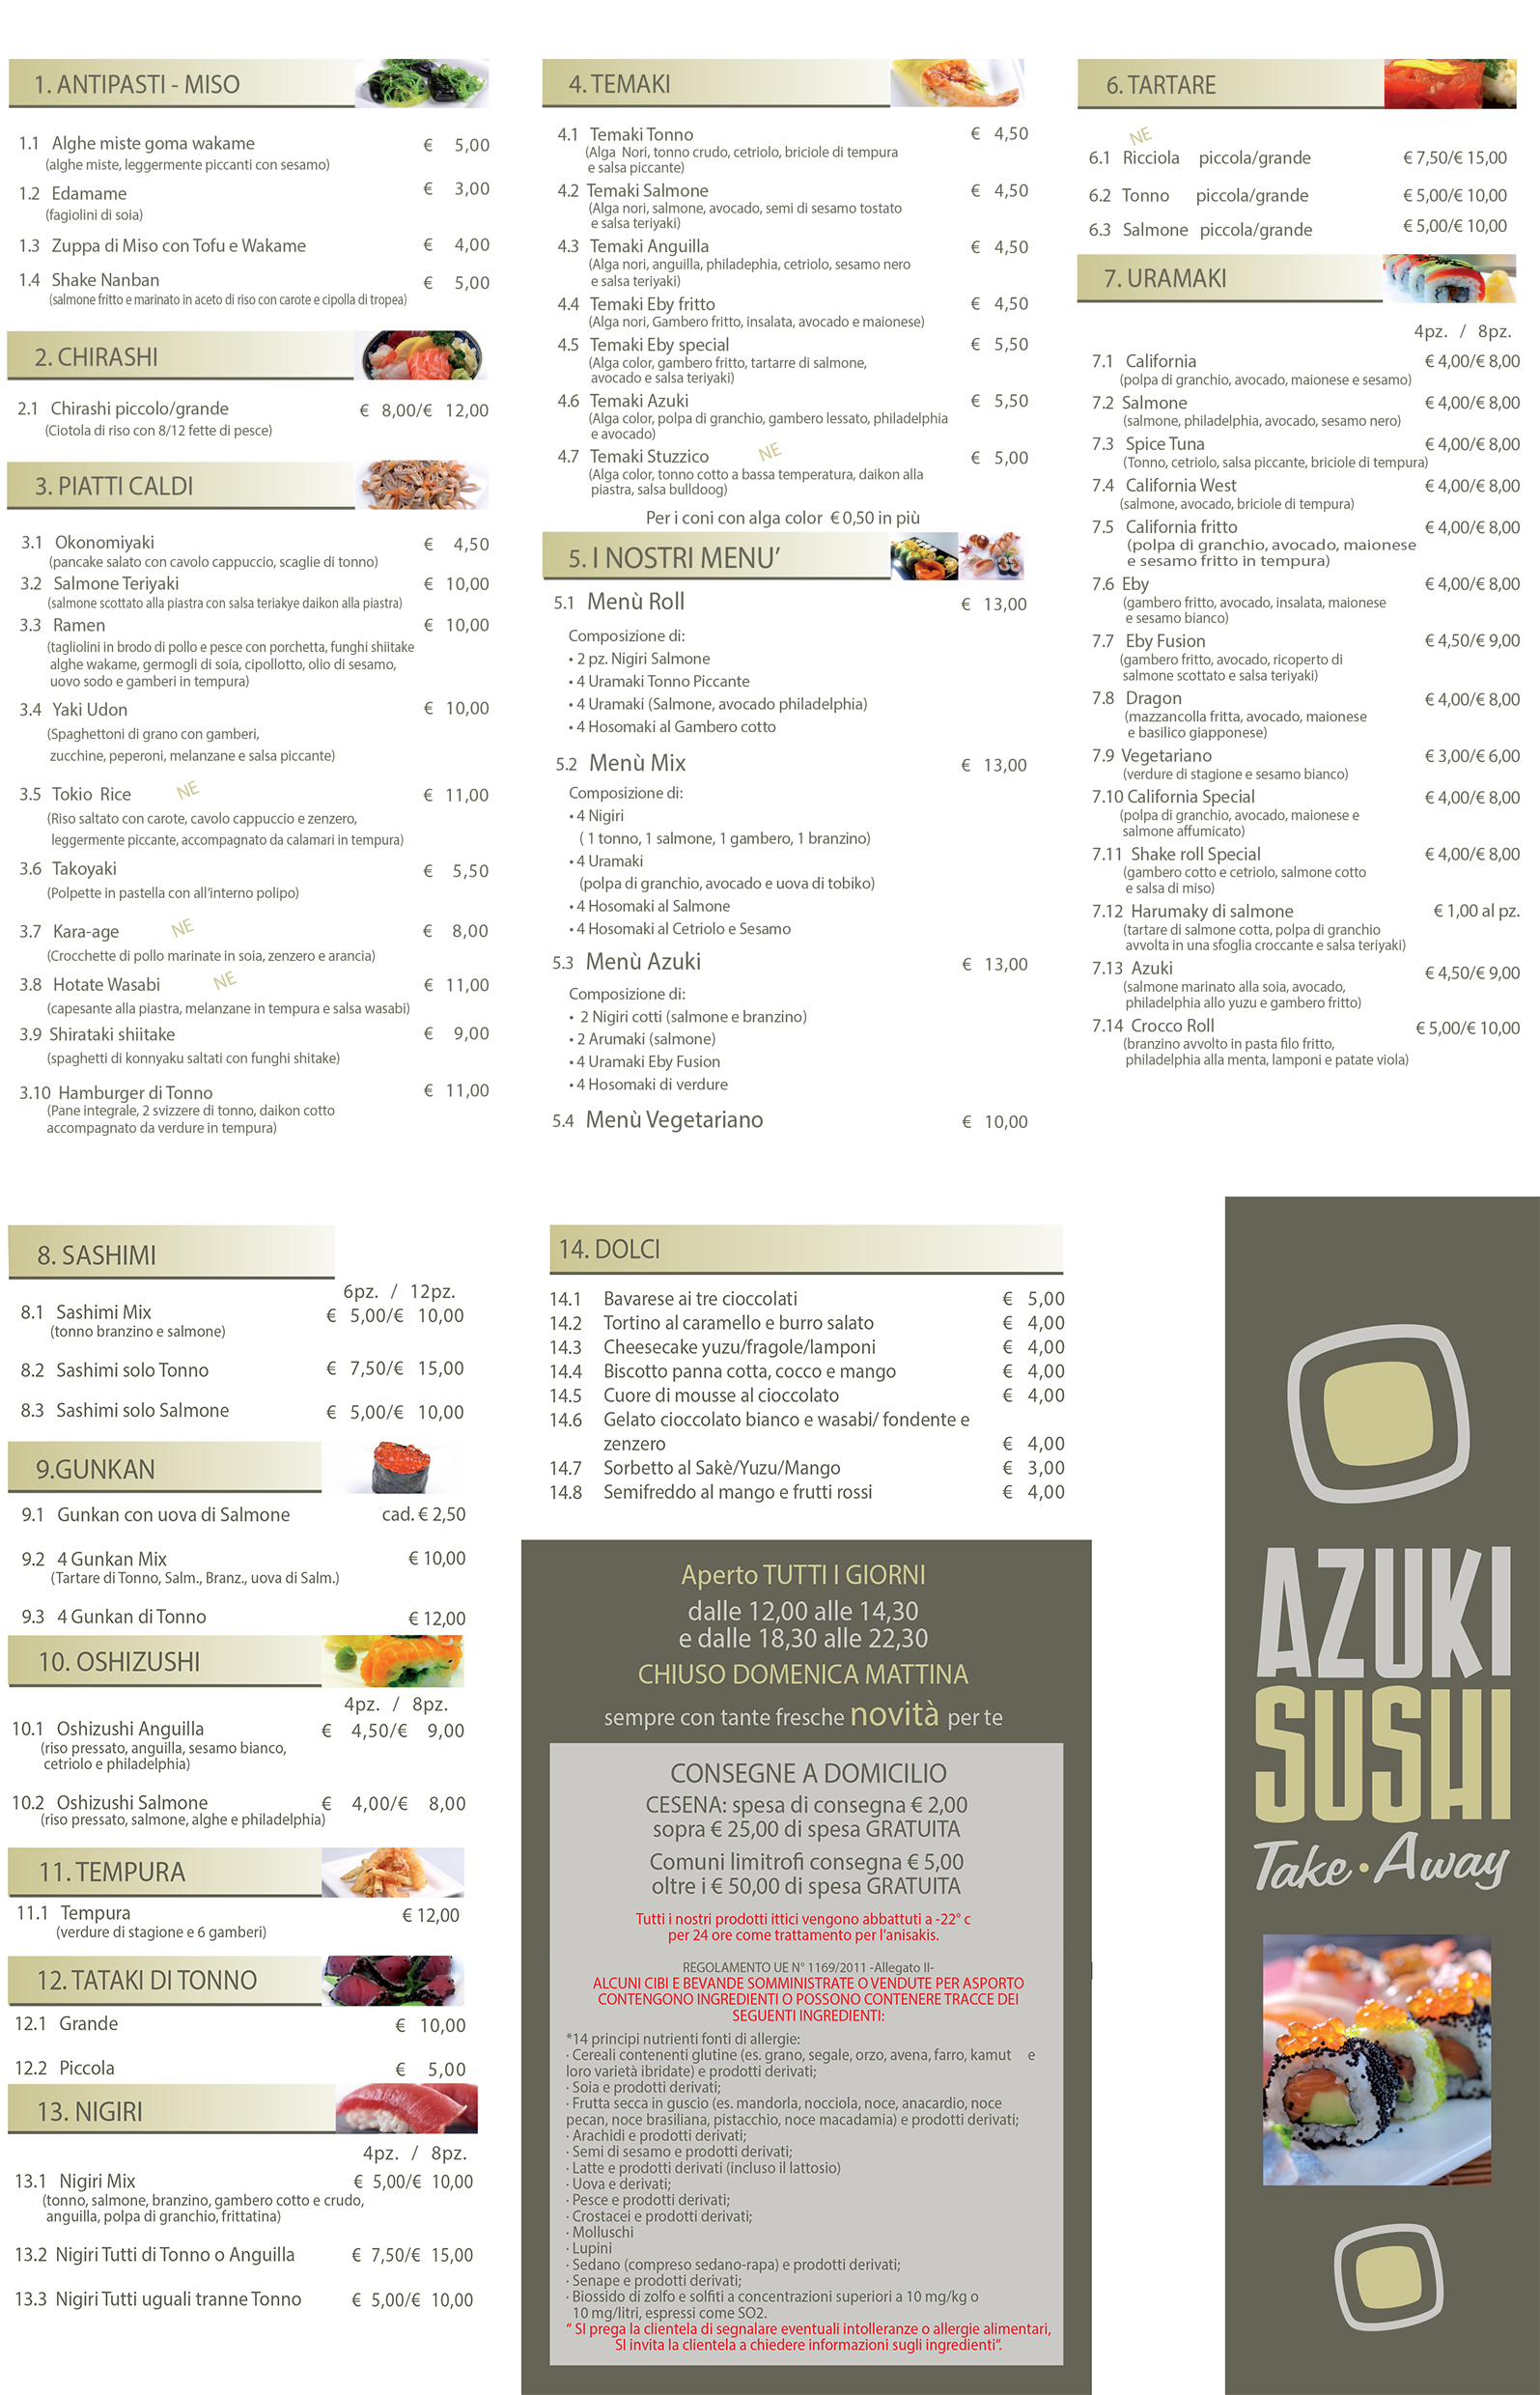 1. ANTIPASTI - MISO
1.1 Alghe miste goma wakame € 5,00
(alghe miste, leggermente piccanti con sesamo)
1.2 Edamame € 3,00
(fagiolini di soia)
1.3 Zuppa di Miso con Tofu e Wakame € 4,00
1.4 Shake Nanban € 5,00
(salmone fritto e marinato in aceto di riso con carote e cipolla di tropea)
2. CHIRASHI
2.1 Chirashi piccolo/grande € 8,00/€ 12,00
(Ciotola di riso con 8/12 fette di pesce)
3. PIATTI CALDI
3.1 Okonomiyaki € 4,50
(pancake salato con cavolo cappuccio, scaglie di tonno)
3.2 Salmone Teriyaki € 10,00
(salmone scottato alla piastra con salsa teriakye daikon alla piastra)
3.3 Ramen € 10,00
(tagliolini in brodo di pollo e pesce con porchetta, funghi shiitake
alghe wakame, germogli di soia, cipollotto, olio di sesamo,
uovo sodo e gamberi in tempura)
3.4 Yaki Udon € 10,00
(Spaghettoni di grano con gamberi,
zucchine, peperoni, melanzane e salsa piccante)
3.5 Tokio Rice NE € 11,00
(Riso saltato con carote, cavolo cappuccio e zenzero,
leggermente piccante, accompagnato da calamari in tempura)
3.6 Takoyaki € 5,50
(Polpette in pastella con all'interno polipo)
3.7 Kara-age NE € 8,00
(Crocchette di pollo marinate in soia, zenzero e arancia)
3.8 Hotate Wasabi NE € 11,00
(capesante alla piastra, melanzane in tempura e salsa wasabi)
3.9 Shirataki shiitake € 9,00
(spaghetti di konnyaku saltati con funghi shitake)
3.10 Hamburger di Tonno € 11,00
(Pane integrale, 2 svizzere di tonno, daikon cotto
accompagnato da verdure in tempura)
4. TEMAKI
4.1 Temaki Tonno € 4,50
(Alga Nori, tonno crudo, cetriolo, briciole di tempura
e salsa piccante)
4.2 Temaki Salmone € 4,50
(Alga nori, salmone, avocado, semi di sesamo tostato
e salsa teriyaki)
4.3 Temaki Anguilla € 4,50
(Alga nori, anguilla, philadephia, cetriolo, sesamo nero
e salsa teriyaki)
4.4 Temaki Eby fritto € 4,50
(Alga nori, Gambero fritto, insalata, avocado e maionese)
4.5 Temaki Eby special € 5,50
(Alga color, gambero fritto, tartarre di salmone,
avocado e salsa teriyaki)
4.6 Temaki Azuki € 5,50
(Alga color, polpa di granchio, gambero lessato, philadelphia
e avocado)
4.7 Temaki Stuzzico NE € 5,00
(Alga color, tonno cotto a bassa temperatura, daikon alla
piastra, salsa bulldoog)
Per i coni con alga color € 0,50 in più
5. I NOSTRI MENU'
5.1 Menù Roll € 13,00
Composizione di:
• 2 pz. Nigiri Salmone
• 4 Uramaki Tonno Piccante
• 4 Uramaki (Salmone, avocado philadelphia)
• 4 Hosomaki al Gambero cotto
5.2 Menù Mix € 13,00
Composizione di:
• 4 Nigiri
( 1 tonno, 1 salmone, 1 gambero, 1 branzino)
• 4 Uramaki
(polpa di granchio, avocado e uova di tobiko)
• 4 Hosomaki al Salmone
• 4 Hosomaki al Cetriolo e Sesamo
5.3 Menù Azuki € 13,00
Composizione di:
• 2 Nigiri cotti (salmone e branzino)
• 2 Arumaki (salmone)
• 4 Uramaki Eby Fusion
• 4 Hosomaki di verdure
5.4 Menù Vegetariano € 10,00
6. TARTARE
NE
6.1 Ricciola piccola/grande € 7,50/€ 15,00
6.2 Tonno piccola/grande € 5,00/€ 10,00
6.3 Salmone piccola/grande € 5,00/€ 10,00
7. URAMAKI
4pz. / 8pz.
7.1 California € 4,00/€ 8,00
(polpa di granchio, avocado, maionese e sesamo)
7.2 Salmone € 4,00/€ 8,00
(salmone, philadelphia, avocado, sesamo nero)
7.3 Spice Tuna € 4,00/€ 8,00
(Tonno, cetriolo, salsa piccante, briciole di tempura)
7.4 California West € 4,00/€ 8,00
(salmone, avocado, briciole di tempura)
7.5 California fritto € 4,00/€ 8,00
(polpa di granchio, avocado, maionese
e sesamo fritto in tempura)
7.6 Eby € 4,00/€ 8,00
(gambero fritto, avocado, insalata, maionese
e sesamo bianco)
7.7 Eby Fusion € 4,50/€ 9,00
(gambero fritto, avocado, ricoperto di
salmone scottato e salsa teriyaki)
7.8 Dragon € 4,00/€ 8,00
(mazzancolla fritta, avocado, maionese
e basilico giapponese)
7.9 Vegetariano € 3,00/€ 6,00
(verdure di stagione e sesamo bianco)
7.10 California Special € 4,00/€ 8,00
(polpa di granchio, avocado, maionese e
salmone affumicato)
7.11 Shake roll Special € 4,00/€ 8,00
(gambero cotto e cetriolo, salmone cotto
e salsa di miso)
7.12 Harumaky di salmone € 1,00 al pz.
(tartare di salmone cotta, polpa di granchio
avvolta in una sfoglia croccante e salsa teriyaki)
7.13 Azuki € 4,50/€ 9,00
(salmone marinato alla soia, avocado,
philadelphia allo yuzu e gambero fritto)
7.14 Crocco Roll € 5,00/€ 10,00
(branzino avvolto in pasta filo fritto,
philadelphia alla menta, lamponi e patate viola)
8. SASHIMI
6pz. / 12pz.
8.1 Sashimi Mix € 5,00/€ 10,00
(tonno branzino e salmone)
8.2 Sashimi solo Tonno € 7,50/€ 15,00
8.3 Sashimi solo Salmone € 5,00/€ 10,00
9.GUNKAN
9.1 Gunkan con uova di Salmone cad. € 2,50
9.2 4 Gunkan Mix € 10,00
(Tartare di Tonno, Salm., Branz., uova di Salm.)
9.3 4 Gunkan di Tonno € 12,00
10. OSHIZUSHI
4pz. / 8pz.
10.1 Oshizushi Anguilla € 4,50/€ 9,00
(riso pressato, anguilla, sesamo bianco,
cetriolo e philadelphia)
10.2 Oshizushi Salmone € 4,00/€ 8,00
(riso pressato, salmone, alghe e philadelphia)
11. TEMPURA
11.1 Tempura € 12,00
(verdure di stagione e 6 gamberi)
12. TATAKI DI TONNO
12.1 Grande € 10,00
12.2 Piccola € 5,00
13. NIGIRI
4pz. / 8pz.
13.1 Nigiri Mix € 5,00/€ 10,00
(tonno, salmone, branzino, gambero cotto e crudo,
anguilla, polpa di granchio, frittatina)
13.2 Nigiri Tutti di Tonno o Anguilla € 7,50/€ 15,00
13.3 Nigiri Tutti uguali tranne Tonno € 5,00/€ 10,00
14. DOLCI
14.1 Bavarese ai tre cioccolati € 5,00
14.2 Tortino al caramello e burro salato € 4,00
14.3 Cheesecake yuzu/fragole/lamponi € 4,00
14.4 Biscotto panna cotta, cocco e mango € 4,00
14.5 Cuore di mousse al cioccolato € 4,00
14.6 Gelato cioccolato bianco e wasabi/ fondente e
zenzero € 4,00
14.7 Sorbetto al Sakè/Yuzu/Mango € 3,00
14.8 Semifreddo al mango e frutti rossi € 4,00
Aperto TUTTI I GIORNI
dalle 12,00 alle 14,30
e dalle 18,30 alle 22,30
CHIUSO DOMENICA MATTINA
sempre con tante fresche novità per te
CONSEGNE A DOMICILIO
CESENA: spesa di consegna € 2,00
sopra € 25,00 di spesa GRATUITA
Comuni limitrofi consegna € 5,00
oltre i € 50,00 di spesa GRATUITA
Tutti i nostri prodotti ittici vengono abbattuti a -22° c
per 24 ore come trattamento per l'anisakis.
REGOLAMENTO UE N° 1169/2011 -Allegato II-
ALCUNI CIBI E BEVANDE SOMMINISTRATE O VENDUTE PER ASPORTO
CONTENGONO INGREDIENTI O POSSONO CONTENERE TRACCE DEI
SEGUENTI INGREDIENTI:
*14 principi nutrienti fonti di allergie:
· Cereali contenenti glutine (es. grano, segale, orzo, avena, farro, kamut e
loro varietà ibridate) e prodotti derivati;
· Soia e prodotti derivati;
· Frutta secca in guscio (es. mandorla, nocciola, noce, anacardio, noce
pecan, noce brasiliana, pistacchio, noce macadamia) e prodotti derivati;
· Arachidi e prodotti derivati;
· Semi di sesamo e prodotti derivati;
· Latte e prodotti derivati (incluso il lattosio)
· Uova e derivati;
· Pesce e prodotti derivati;
· Crostacei e prodotti derivati;
· Molluschi
· Lupini
· Sedano (compreso sedano-rapa) e prodotti derivati;
· Senape e prodotti derivati;
· Biossido di zolfo e solfiti a concentrazioni superiori a 10 mg/kg o
10 mg/litri, espressi come SO2.
" SI prega la clientela di segnalare eventuali intolleranze o allergie alimentari,
SI invita la clientela a chiedere informazioni sugli ingredienti".
AZUKI
SUSHI
Take • Away